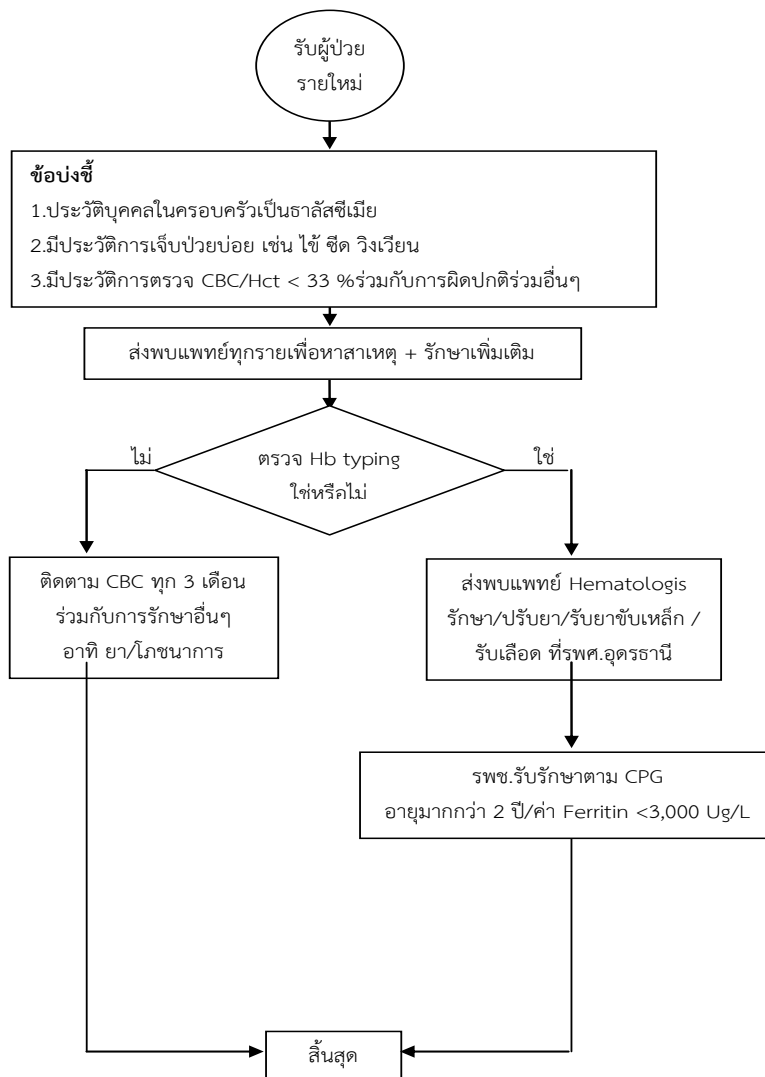 รับผู้ป่วย
รายใหม่
ข้อบ่งชี้
1.ประวัติบุคคลในครอบครัวเป็นธาลัสซีเมีย
2.มีประวัติการเจ็บป่วยบ่อย เช่น ไข้ ซีด วิงเวียน
3.มีประวัติการตรวจ CBC/Hct < 33 %ร่วมกับการผิดปกติร่วมอื่นๆ
ส่งพบแพทย์ทุกรายเพื่อหาสาเหตุ + รักษาเพิ่มเติม
ไม่
ตรวจ Hb typing
ใช่หรือไม่
ใช่
ติดตาม CBC ทุก 3 เดือน
ร่วมกับการรักษาอื่นๆ
อาทิ ยา/โภชนาการ
ส่งพบแพทย์ Hematologis
รักษา/ปรับยา/รับยาขับเหล็ก /
รับเลือด ที่รพศ.อุดรธานี
รพช.รับรักษาตาม CPG
อายุมากกว่า 2 ปี/ค่า Ferritin <3,000 Ug/L
สิ้นสุด